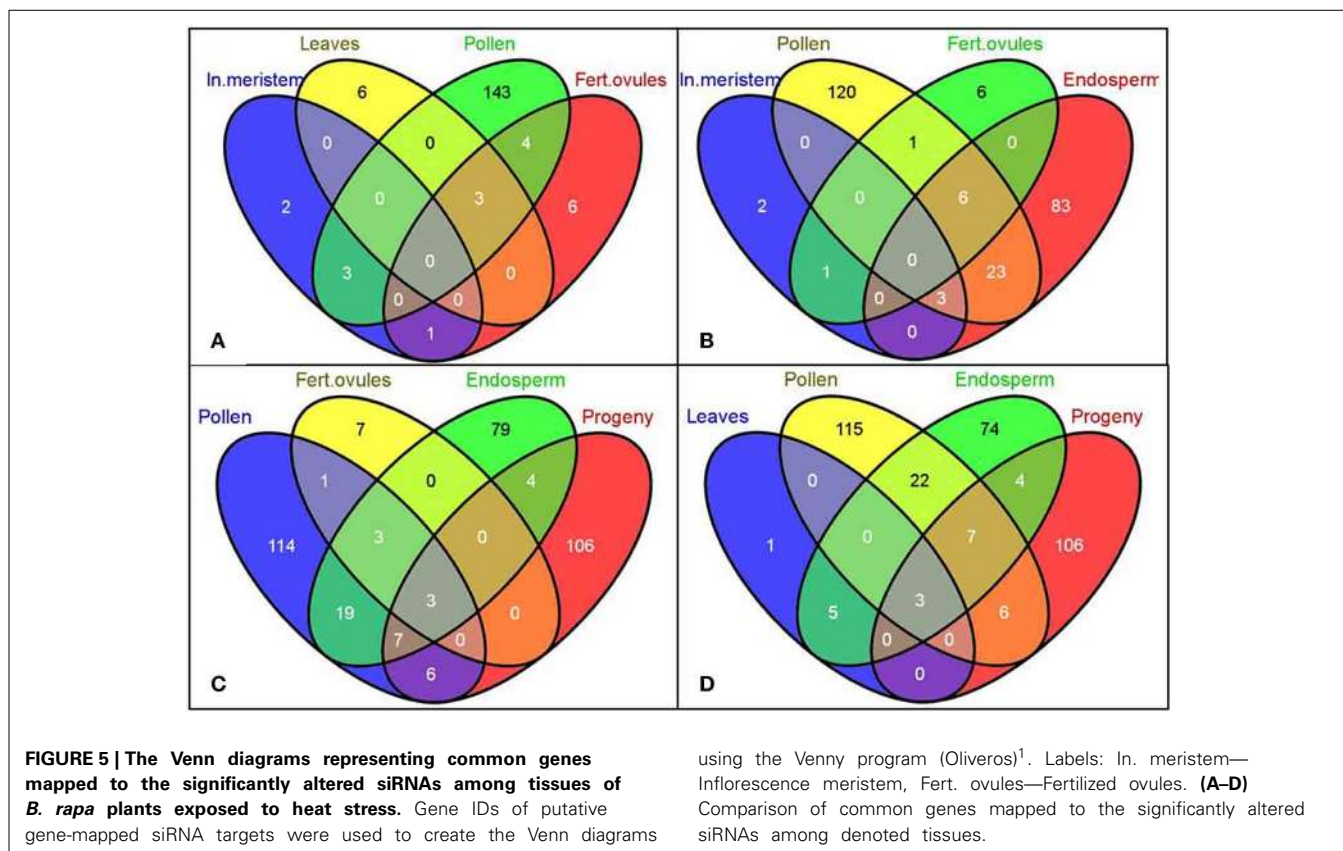 Leaves Pollen
In.meristem Fert.ovules
6 143
0 0 4
2 0 3 6
3 0 0
0 0
1
A
Pollen Fert.ovules
In.meristem Endosperm
120 6
0 1 0
2 0 6 83
1 0 23
0 3
0
B
Fert.ovules Endosperm
Pollen Progeny
7 79
1 0 4
114 3 0 106
19 3 0
7 0
6
C
Pollen Endosperm
Leaves Progeny
115 74
0 22 4
1 0 7 106
5 3 6
0 0
0
D
FIGURE 5 | The Venn diagrams representing common genes
mapped to the significantly altered siRNAs among tissues of
B. rapa plants exposed to heat stress. Gene IDs of putative
gene-mapped siRNA targets were used to create the Venn diagrams
using the Venny program (Oliveros)¹. Labels: In. meristem—
Inflorescence meristem, Fert. ovules—Fertilized ovules. (A–D)
Comparison of common genes mapped to the significantly altered
siRNAs among denoted tissues.